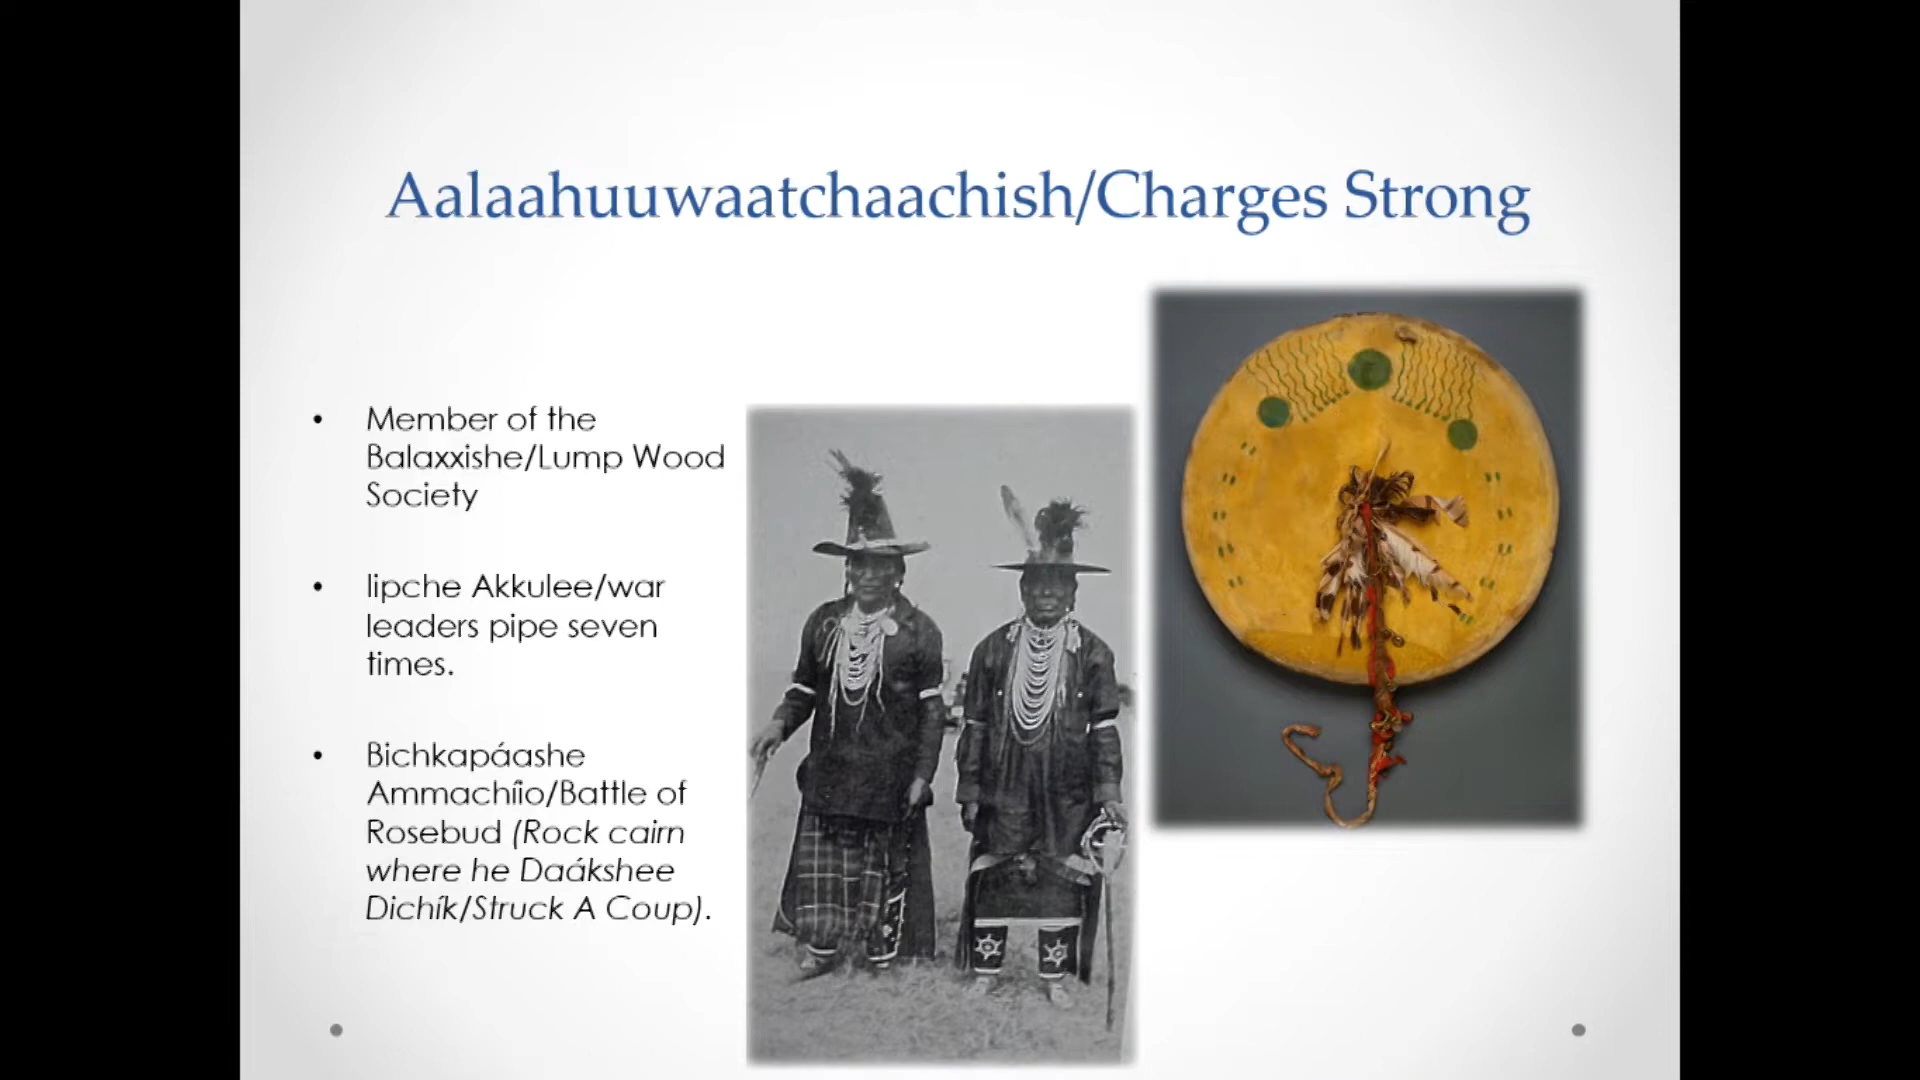 Aalaahuuwaatchaachish/Charges Strong
• Member of the
Balaxxishe/Lump Wood
Society
• Iipche Akkulee/war
leaders pipe seven
times.
• Bichkapáashe
Ammachíio/Battle of
Rosebud (Rock cairn
where he Daákshee
Dichík/Struck A Coup).